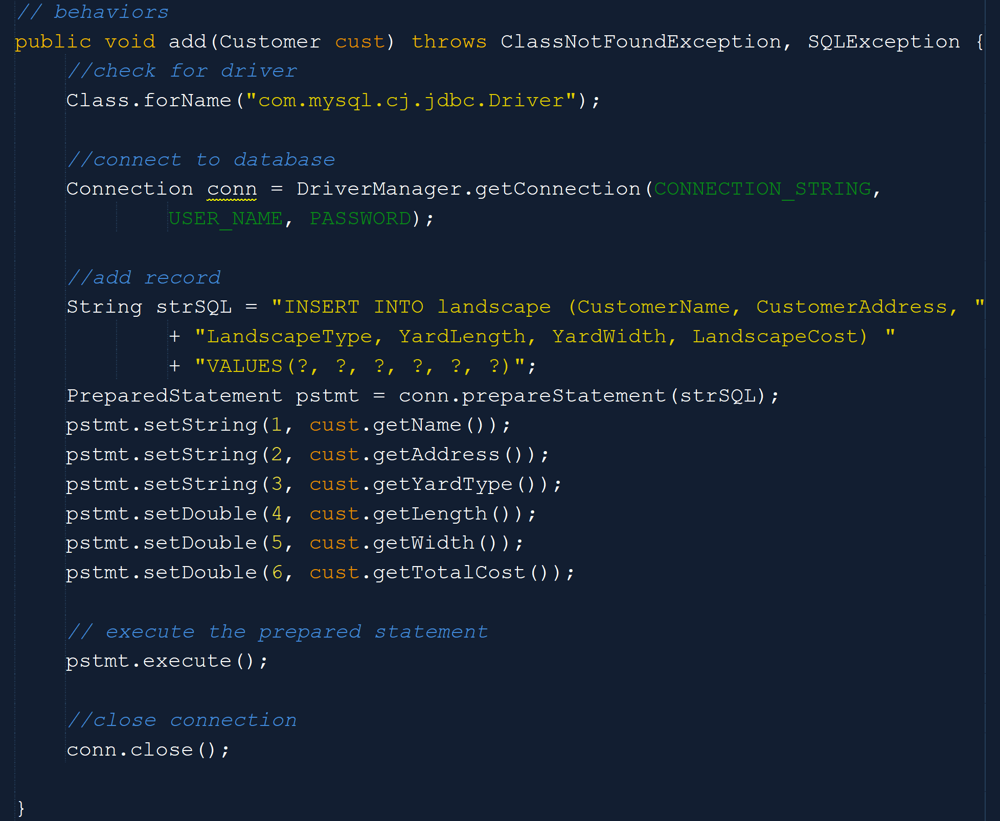 // behaviors
public void add(Customer cust) throws ClassNotFoundException, SQLException {
//check for driver
Class.forName("com.mysql.cj.jdbc.Driver");
//connect to database
Connection conn = DriverManager.getConnection(CONNECTION_STRING,
USER_NAME, PASSWORD);
//add record
String strSQL = "INSERT INTO landscape (CustomerName, CustomerAddress, "
+ "LandscapeType, YardLength, YardWidth, LandscapeCost) "
+ "VALUES(?, ?, ?, ?, ?, ?)";
PreparedStatement pstmt = conn.prepareStatement(strSQL);
pstmt.setString(1, cust.getName());
pstmt.setString(2, cust.getAddress());
pstmt.setString(3, cust.getYardType());
pstmt.setDouble(4, cust.getLength());
pstmt.setDouble(5, cust.getWidth());
pstmt.setDouble(6, cust.getTotalCost());
// execute the prepared statement
pstmt.execute();
//close connection
conn.close();
}